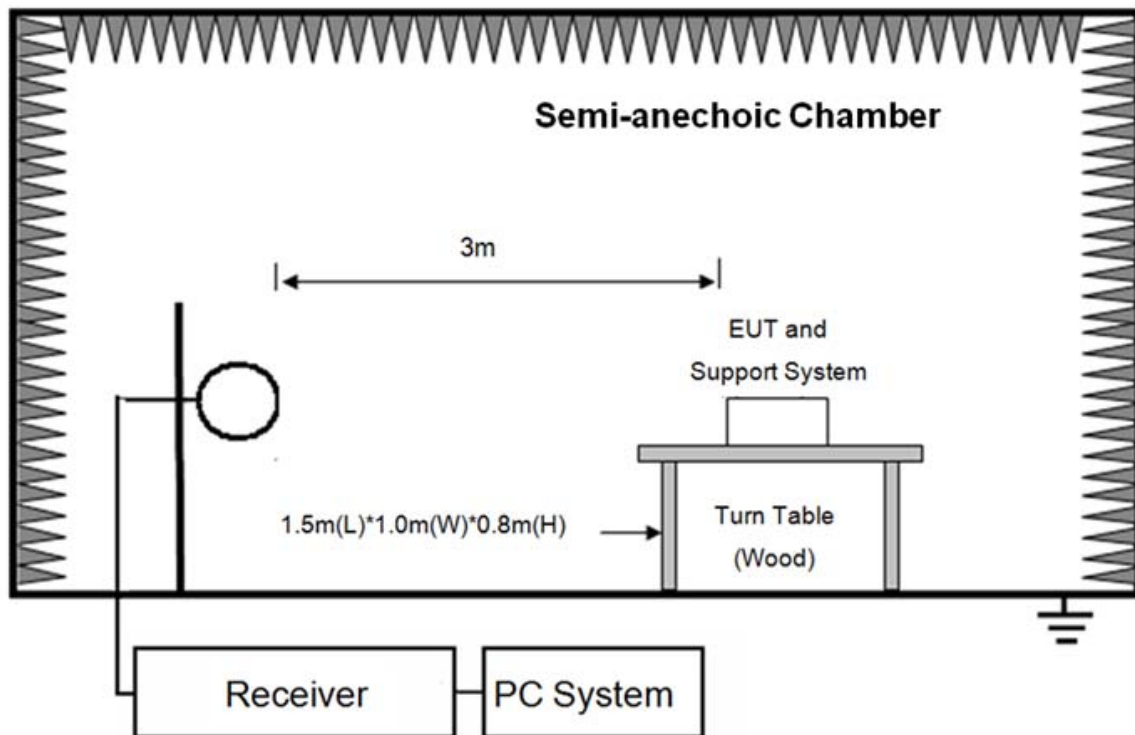 Semi-anechoic Chamber
3m
EUT and
Support System
1.5m(L)*1.0m(W)*0.8m(H)
Turn Table
(Wood)
Receiver
PC System